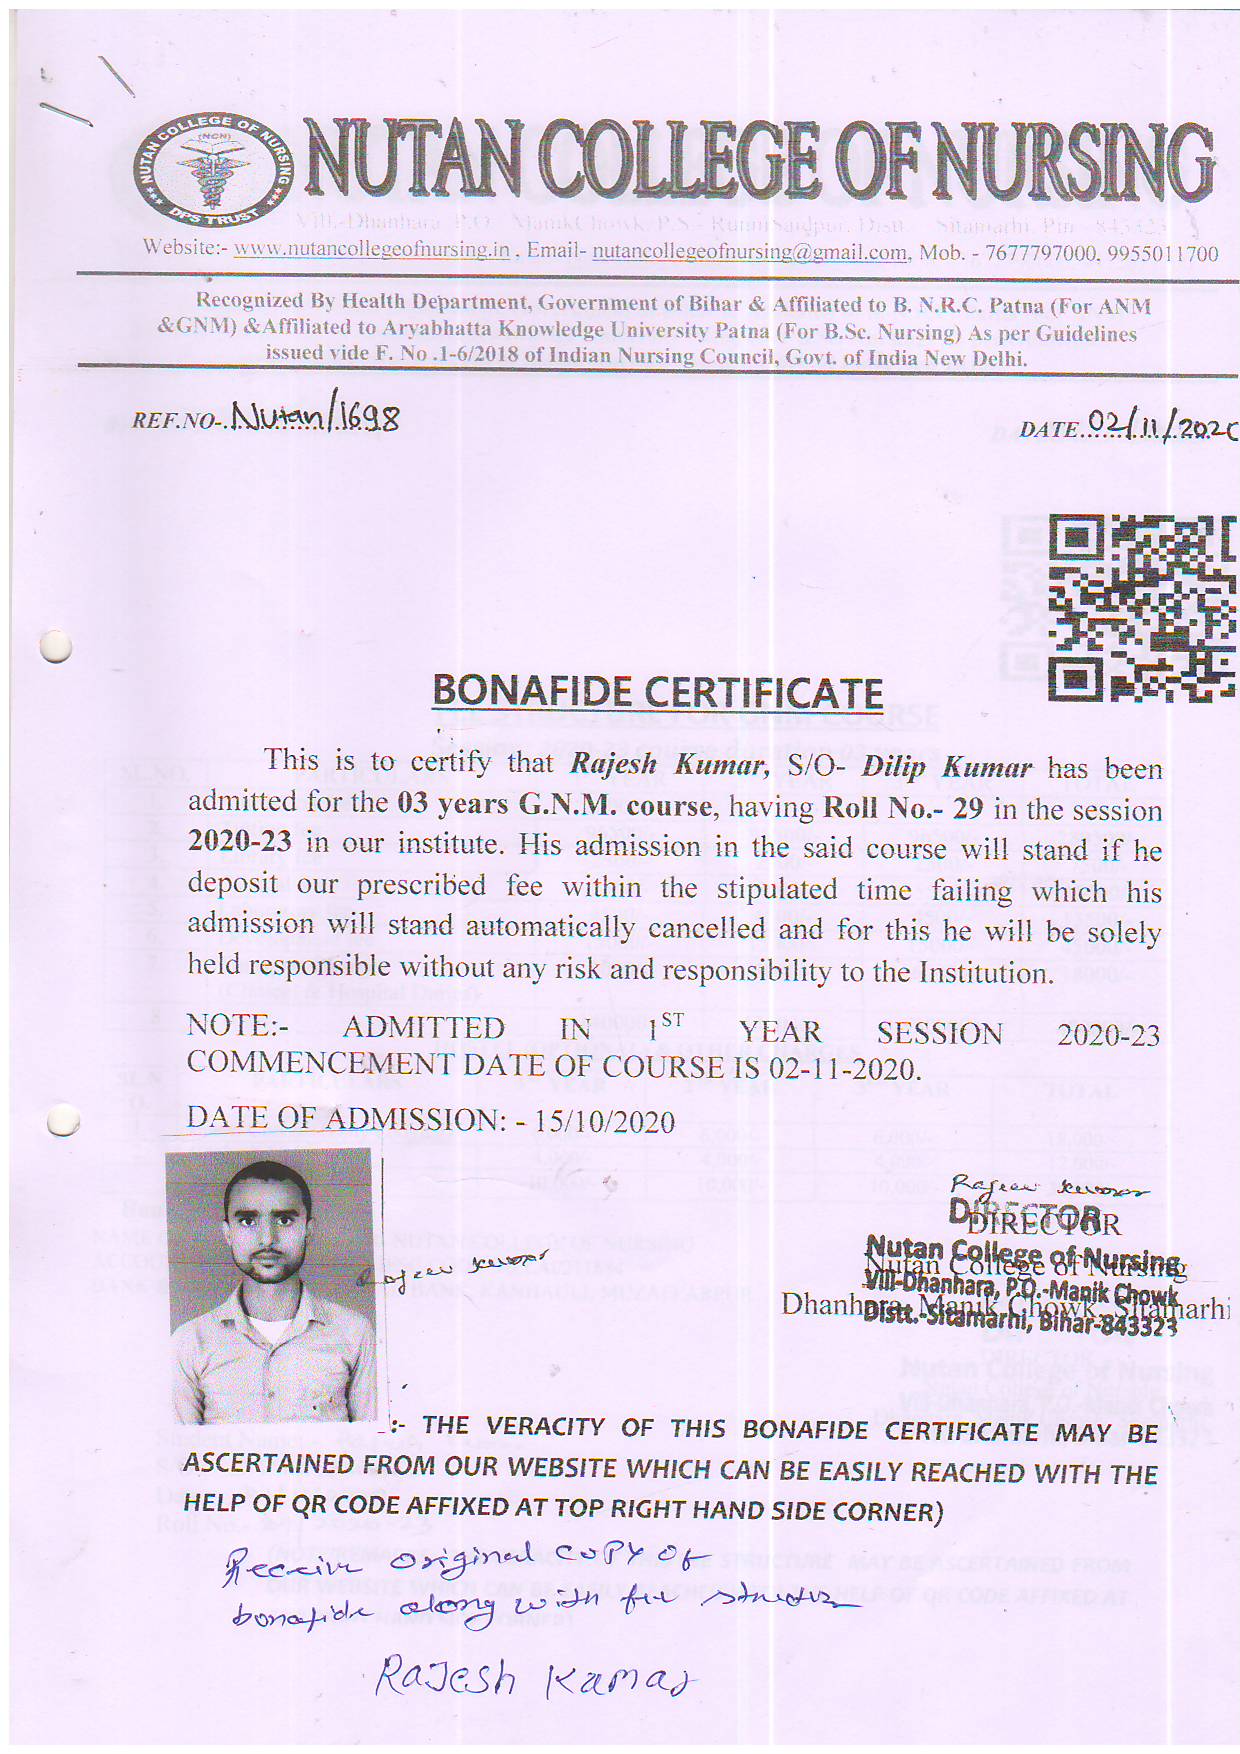 NUTAN COLLEGE OF NURSING
(NCN)
DPS TRUST
NUTAN COLLEGE OF NURSING
Vill.-Dhanhara, P.O.- ManikChowk, P.S.- RunniSaidpur, Distt.- Sitamarhi, Pin - 843323
Website:- www.nutancollegeofnursing.in , Email- nutancollegeofnursing@gmail.com, Mob. - 7677797000, 9955011700
Recognized By Health Department, Government of Bihar & Affiliated to B. N.R.C. Patna (For ANM
&GNM) &Affiliated to Aryabhatta Knowledge University Patna (For B.Sc. Nursing) As per Guidelines
issued vide F. No .1-6/2018 of Indian Nursing Council, Govt. of India New Delhi.
REF.NO-..Nutan/1698
DATE......02/11/2020
BONAFIDE CERTIFICATE
This is to certify that Rajesh Kumar, S/O- Dilip Kumar has been
admitted for the 03 years G.N.M. course, having Roll No.- 29 in the session
2020-23 in our institute. His admission in the said course will stand if he
deposit our prescribed fee within the stipulated time failing which his
admission will stand automatically cancelled and for this he will be solely
held responsible without any risk and responsibility to the Institution.
NOTE:- ADMITTED IN 1ST YEAR SESSION 2020-23
COMMENCEMENT DATE OF COURSE IS 02-11-2020.
DATE OF ADMISSION: - 15/10/2020
Rajeev Kumar
DIRECTOR
DIRECTOR
Nutan College of Nursing
Nutan College of Nursing
Vill-Dhanhara, P.O.-Manik Chowk
Dhanhara, Manik Chowk, Sitamarhi
Distt.-Sitamarhi, Bihar-843323
Rajeev Kumar
:- THE VERACITY OF THIS BONAFIDE CERTIFICATE MAY BE
ASCERTAINED FROM OUR WEBSITE WHICH CAN BE EASILY REACHED WITH THE
HELP OF QR CODE AFFIXED AT TOP RIGHT HAND SIDE CORNER)
Receive original copy of
bonafide along with fee
Rajesh Kumar